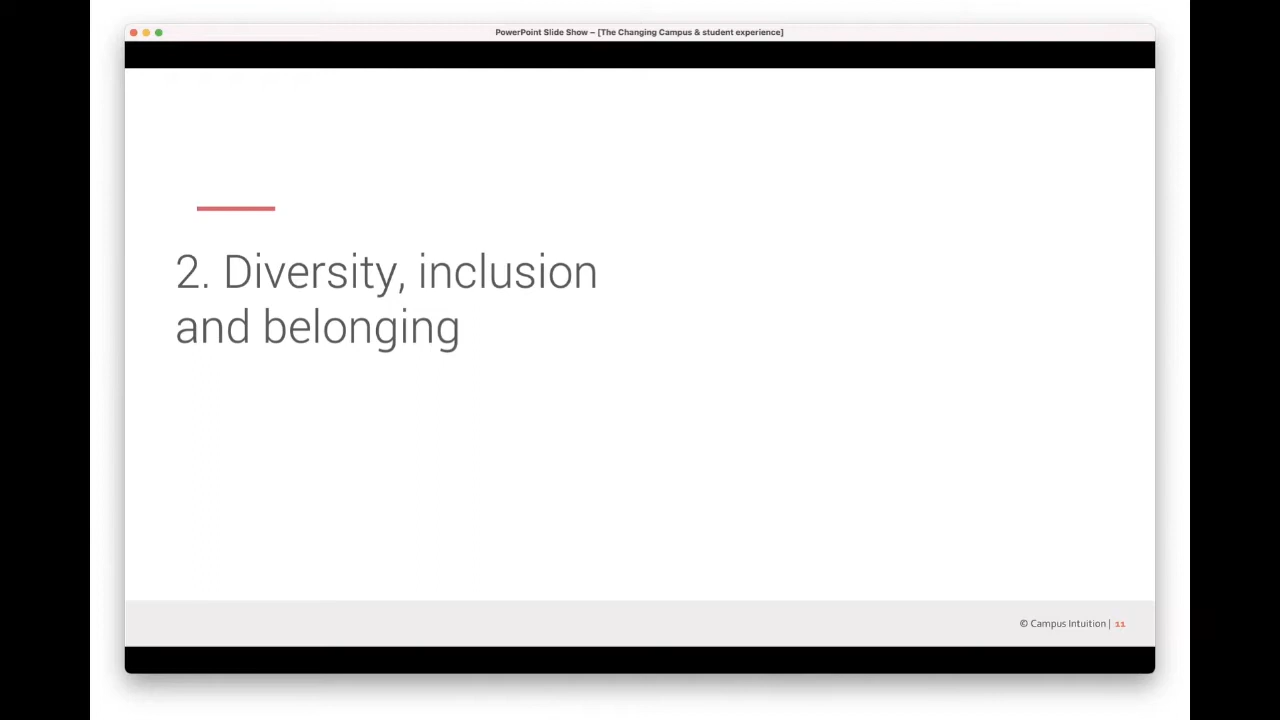 PowerPoint Slide Show – [The Changing Campus & student experience]
2. Diversity, inclusion
and belonging
© Campus Intuition | 11